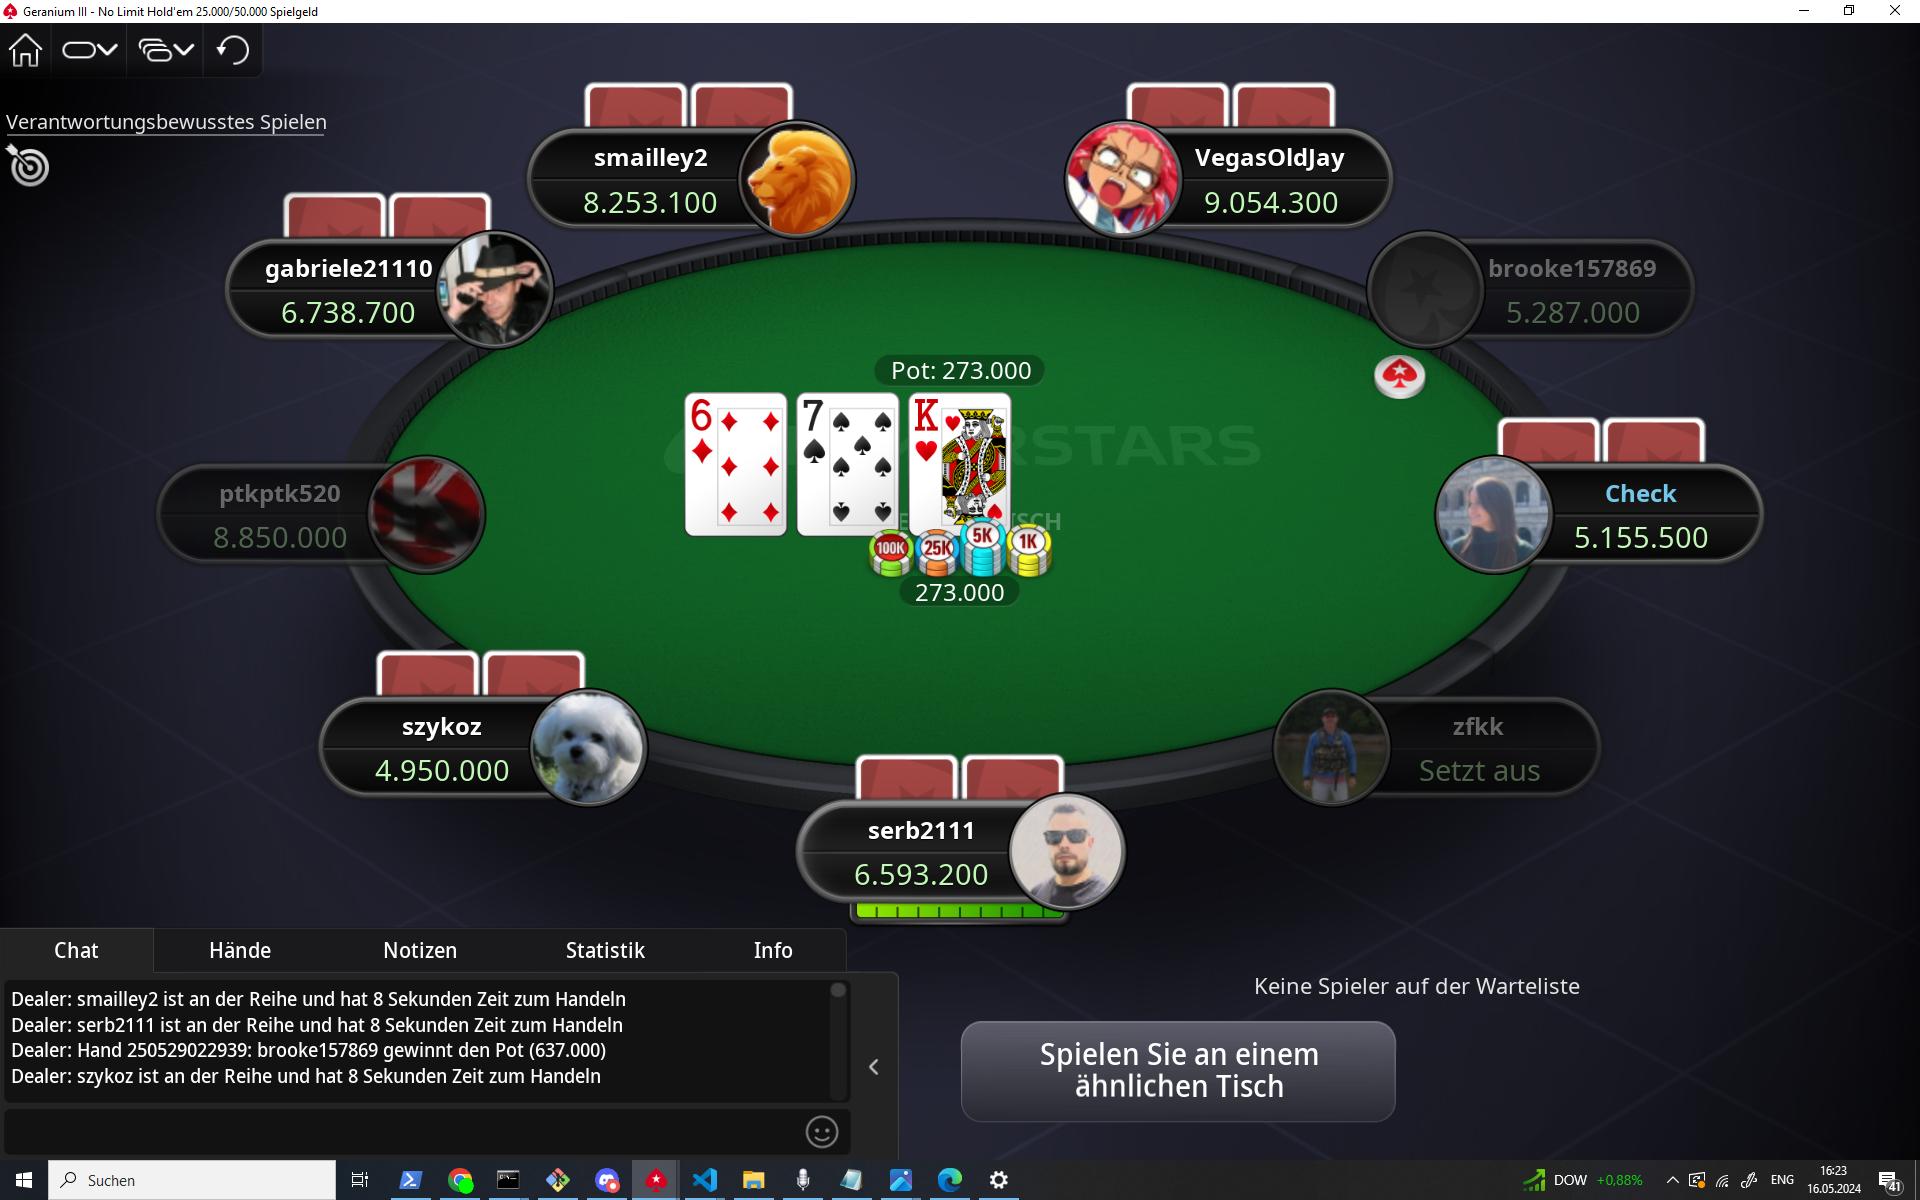 Geranium III - No Limit Hold'em 25.000/50.000 Spielgeld
Verantwortungsbewusstes Spielen
smailley2
8.253.100
VegasOldJay
9.054.300
gabriele21110
6.738.700
brooke157869
5.287.000
Pot: 273.000
6
7
K
STARS
ptkptk520
8.850.000
Check
5.155.500
100K
25K
5K
1K
273.000
szykoz
4.950.000
zfkk
Setzt aus
serb2111
6.593.200
Chat
Hände
Notizen
Statistik
Info
Dealer: smailley2 ist an der Reihe und hat 8 Sekunden Zeit zum Handeln
Dealer: serb2111 ist an der Reihe und hat 8 Sekunden Zeit zum Handeln
Dealer: Hand 250529022939: brooke157869 gewinnt den Pot (637.000)
Dealer: szykoz ist an der Reihe und hat 8 Sekunden Zeit zum Handeln
Keine Spieler auf der Warteliste
Spielen Sie an einem
ähnlichen Tisch
Suchen
DOW +0,88%
ENG
16:23
16.05.2024
41